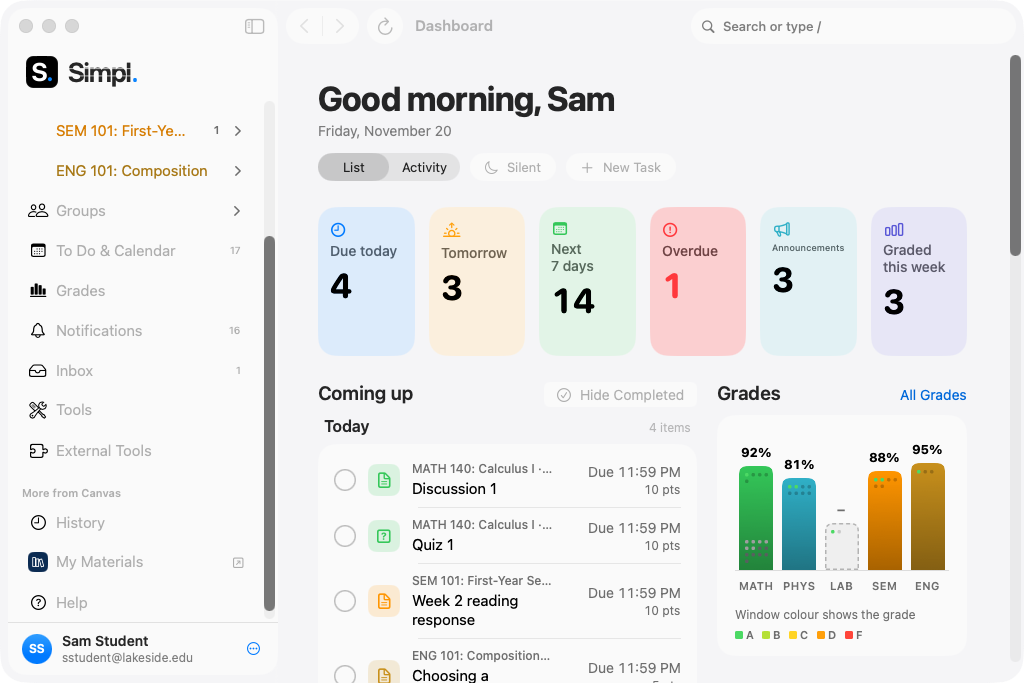 Dashboard
Search or type /
S.
Simpl.
SEM 101: First-Ye... 1
ENG 101: Composition
Groups
To Do & Calendar 17
Grades
Notifications 16
Inbox 1
Tools
External Tools
More from Canvas
History
My Materials
Help
SS
Sam Student
sstudent@lakeside.edu
Good morning, Sam
Friday, November 20
List Activity Silent New Task
Due today
4
Tomorrow
3
Next
7 days
14
Overdue
1
Announcements
3
Graded
this week
3
Coming up
Hide Completed
Today 4 items
MATH 140: Calculus I ·...
Discussion 1
Due 11:59 PM
10 pts
MATH 140: Calculus I ·...
Quiz 1
Due 11:59 PM
10 pts
SEM 101: First-Year Se...
Week 2 reading
response
Due 11:59 PM
10 pts
ENG 101: Composition...
Choosing a
Due 11:59 PM
Grades All Grades
92% 81% – 88% 95%
MATH PHYS LAB SEM ENG
Window colour shows the grade
A B C D F